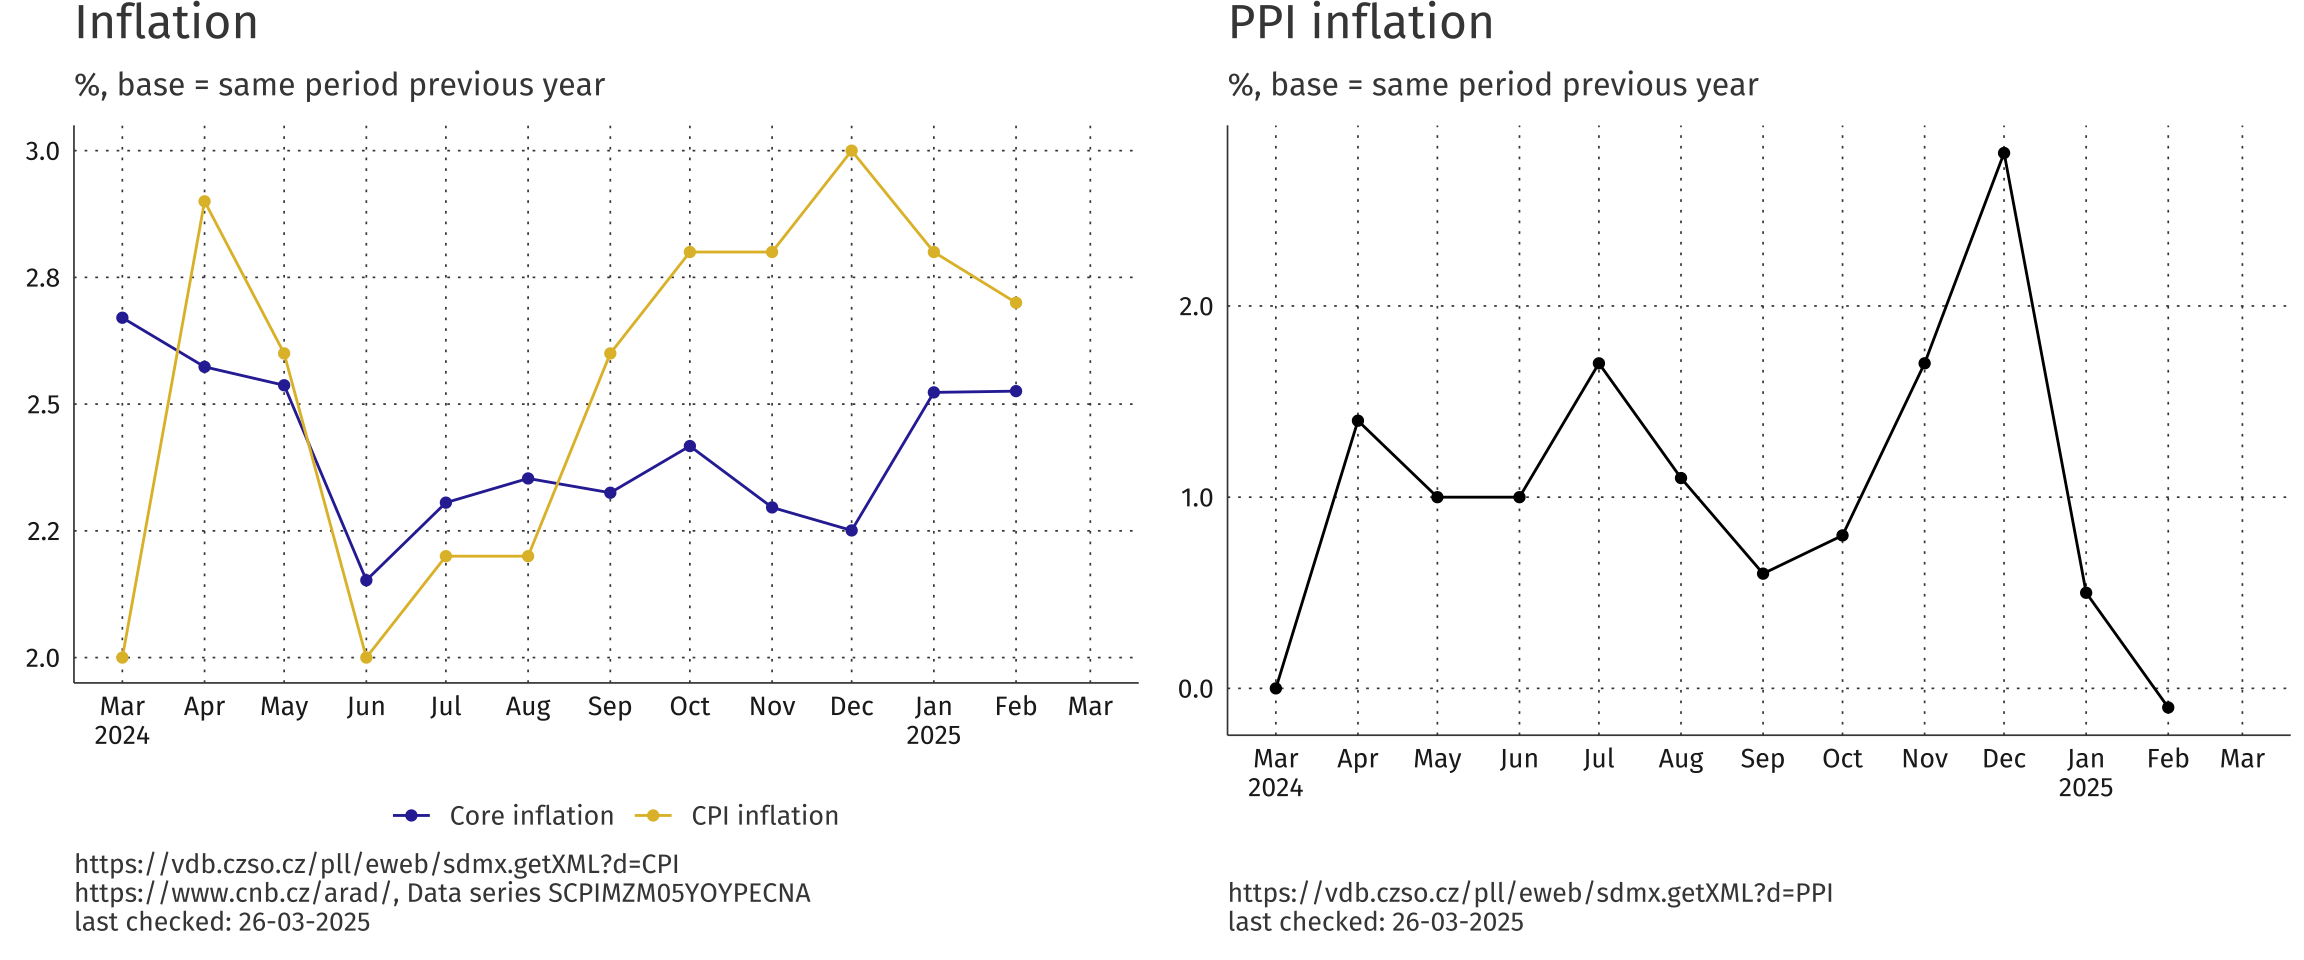 Inflation
%, base = same period previous year
3.0
2.8
2.5
2.2
2.0
Mar Apr May Jun Jul Aug Sep Oct Nov Dec Jan Feb Mar
2024 2025
Core inflation CPI inflation
https://vdb.czso.cz/pll/eweb/sdmx.getXML?d=CPI
https://www.cnb.cz/arad/, Data series SCPIMZM05YOYPECNA
last checked: 26-03-2025
PPI inflation
%, base = same period previous year
2.0
1.0
0.0
Mar Apr May Jun Jul Aug Sep Oct Nov Dec Jan Feb Mar
2024 2025
https://vdb.czso.cz/pll/eweb/sdmx.getXML?d=PPI
last checked: 26-03-2025